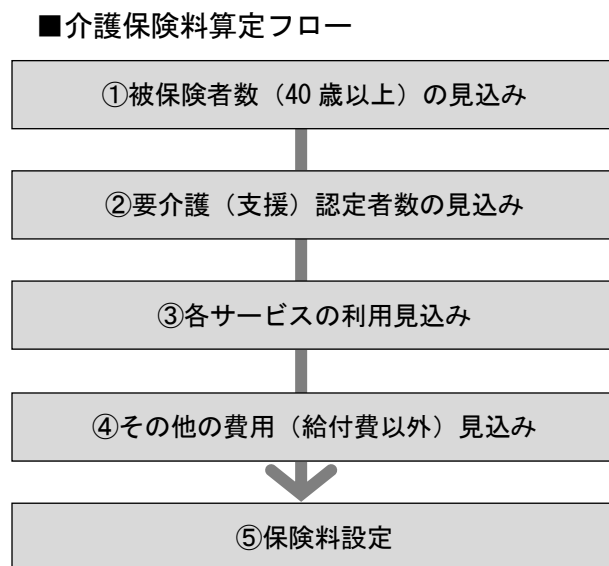 ■介護保険料算定フロー
①被保険者数（40歳以上）の見込み
②要介護（支援）認定者数の見込み
③各サービスの利用見込み
④その他の費用（給付費以外）見込み
⑤保険料設定